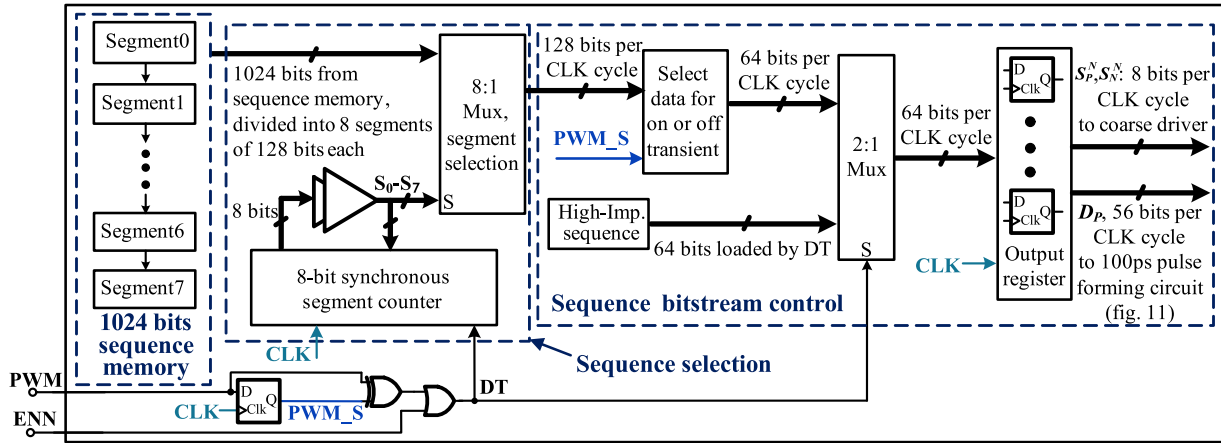 Segment0
Segment1
Segment6
Segment7
1024 bits
sequence
memory
1024 bits from
sequence memory,
divided into 8 segments
of 128 bits each
8:1
Mux,
segment
selection
S
8 bits
S₀-S₇
8-bit synchronous
segment counter
CLK
Sequence selection
128 bits per
CLK cycle
Select
data for
on or off
transient
PWM_S
64 bits per
CLK cycle
High-Imp.
sequence
64 bits loaded by DT
2:1
Mux
S
Sequence bitstream control
64 bits per
CLK cycle
D
Q
Clk
D
Q
Clk
Output
register
CLK
S_P^N,S_N^N: 8 bits per
CLK cycle
to coarse driver
D_P, 56 bits per
CLK cycle
to 100ps pulse
forming circuit
(fig. 11)
PWM
D
Q
Clk
CLK
PWM_S
DT
ENN